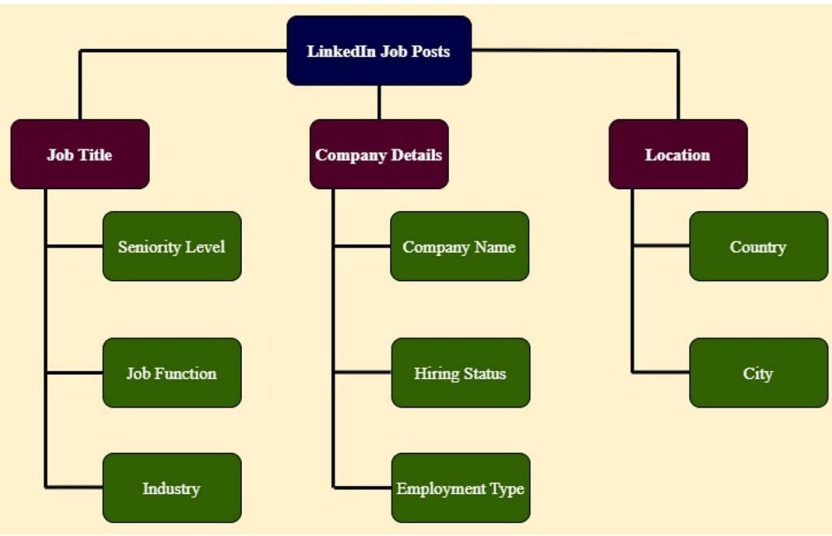 LinkedIn Job Posts
Job Title
Company Details
Location
Seniority Level
Company Name
Country
Job Function
Hiring Status
City
Industry
Employment Type